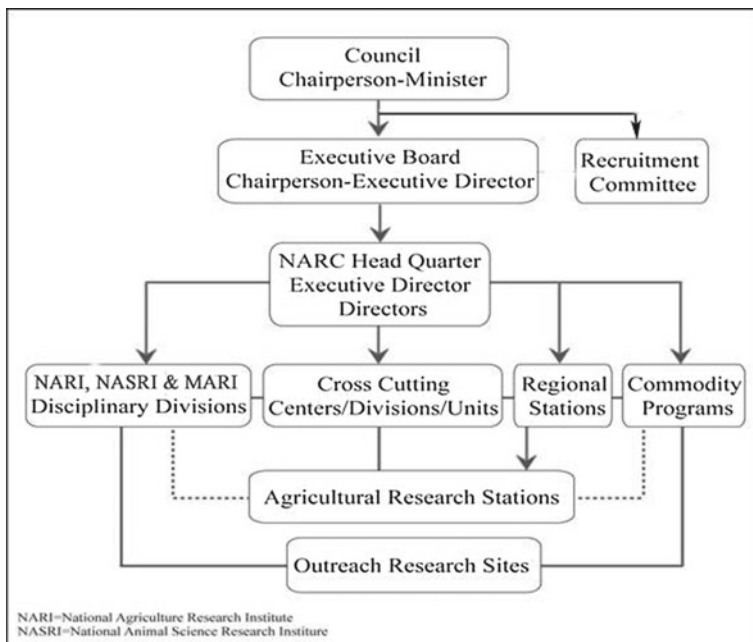 Council
Chairperson-Minister
Executive Board
Chairperson-Executive Director
Recruitment
Committee
NARC Head Quarter
Executive Director
Directors
NARI, NASRI & MARI
Disciplinary Divisions
Cross Cutting
Centers/Divisions/Units
Regional
Stations
Commodity
Programs
Agricultural Research Stations
Outreach Research Sites
NARI=National Agriculture Research Institute
NASRI=National Animal Science Research Institure